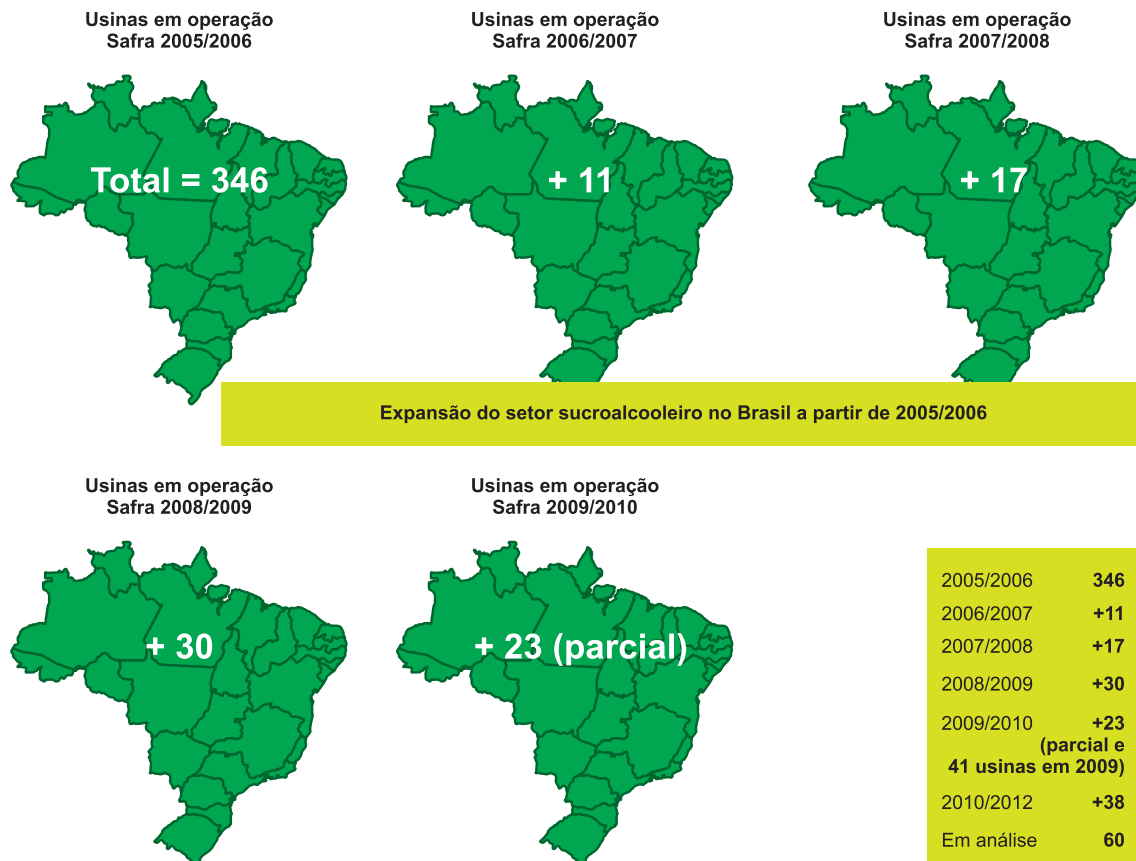 Usinas em operação
Safra 2005/2006
Usinas em operação
Safra 2006/2007
Usinas em operação
Safra 2007/2008
Total = 346
+ 11
+ 17
Expansão do setor sucroalcooleiro no Brasil a partir de 2005/2006
Usinas em operação
Safra 2008/2009
Usinas em operação
Safra 2009/2010
+ 30
+ 23 (parcial)
2005/2006 346
2006/2007 +11
2007/2008 +17
2008/2009 +30
2009/2010 +23
(parcial e
41 usinas em 2009)
2010/2012 +38
Em análise 60